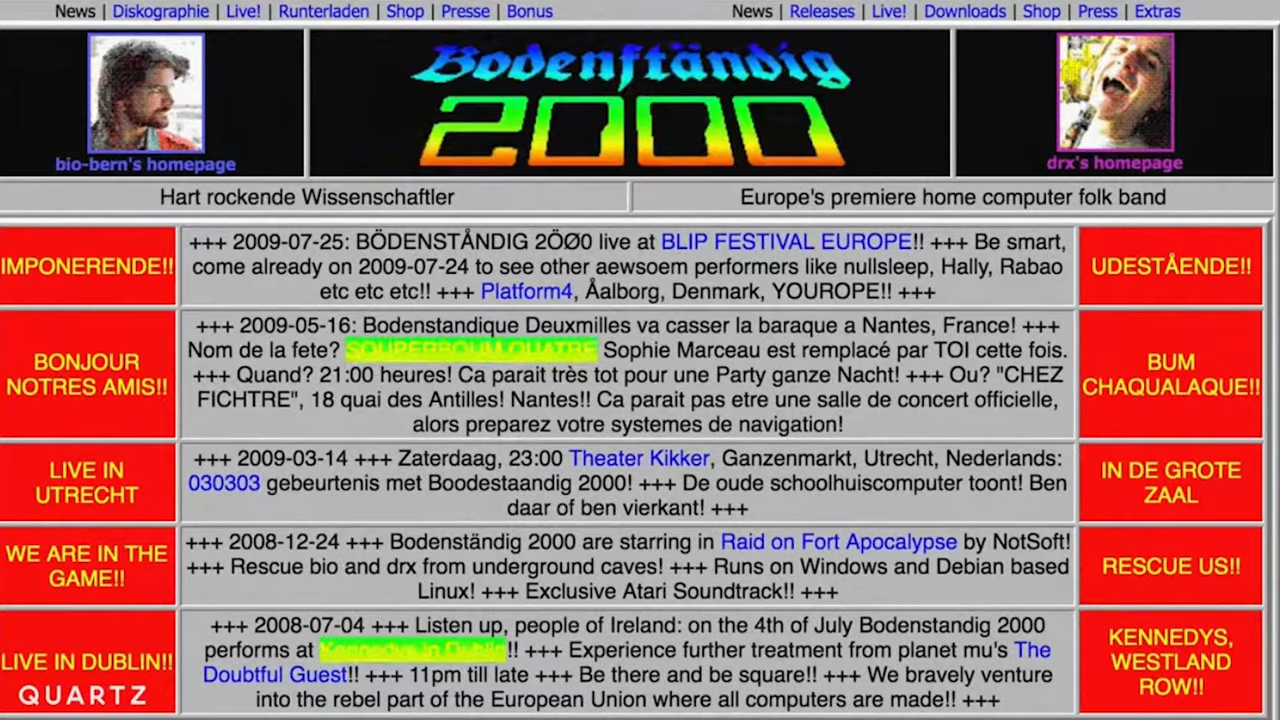 News | Diskographie | Live! | Runterladen | Shop | Presse | Bonus
News | Releases | Live! | Downloads | Shop | Press | Extras
Bodenständig
2000
bio-bern's homepage
drx's homepage
Hart rockende Wissenschaftler
Europe's premiere home computer folk band
IMPONERENDE!!
+++ 2009-07-25: BÖDENSTÅNDIG 2ÖØ0 live at BLIP FESTIVAL EUROPE!! +++ Be smart,
come already on 2009-07-24 to see other aewsoem performers like nullsleep, Hally, Rabao
etc etc etc!! +++ Platform4, Åalborg, Denmark, YOUROPE!! +++
UDESTÅENDE!!
BONJOUR
NOTRES AMIS!!
+++ 2009-05-16: Bodenstandique Deuxmilles va casser la baraque a Nantes, France! +++
Nom de la fete? SOUPERBOUM QUATRE Sophie Marceau est remplacé par TOI cette fois.
+++ Quand? 21:00 heures! Ca parait très tot pour une Party ganze Nacht! +++ Ou? "CHEZ
FICHTRE", 18 quai des Antilles! Nantes!! Ca parait pas etre une salle de concert officielle,
alors preparez votre systemes de navigation!
BUM
CHAQUALAQUE!!
LIVE IN
UTRECHT
+++ 2009-03-14 +++ Zaterdaag, 23:00 Theater Kikker, Ganzenmarkt, Utrecht, Nederlands:
030303 gebeurtenis met Boodestaandig 2000! +++ De oude schoolhuiscomputer toont! Ben
daar of ben vierkant! +++
IN DE GROTE
ZAAL
WE ARE IN THE
GAME!!
+++ 2008-12-24 +++ Bodenständig 2000 are starring in Raid on Fort Apocalypse by NotSoft!
+++ Rescue bio and drx from underground caves! +++ Runs on Windows and Debian based
Linux! +++ Exclusive Atari Soundtrack!! +++
RESCUE US!!
LIVE IN DUBLIN!!
+++ 2008-07-04 +++ Listen up, people of Ireland: on the 4th of July Bodenstandig 2000
performs at Kennedys in Dublin!! +++ Experience further treatment from planet mu's The
Doubtful Guest!! +++ 11pm till late +++ Be there and be square!! +++ We bravely venture
into the rebel part of the European Union where all computers are made!! +++
KENNEDYS,
WESTLAND
ROW!!
QUARTZ